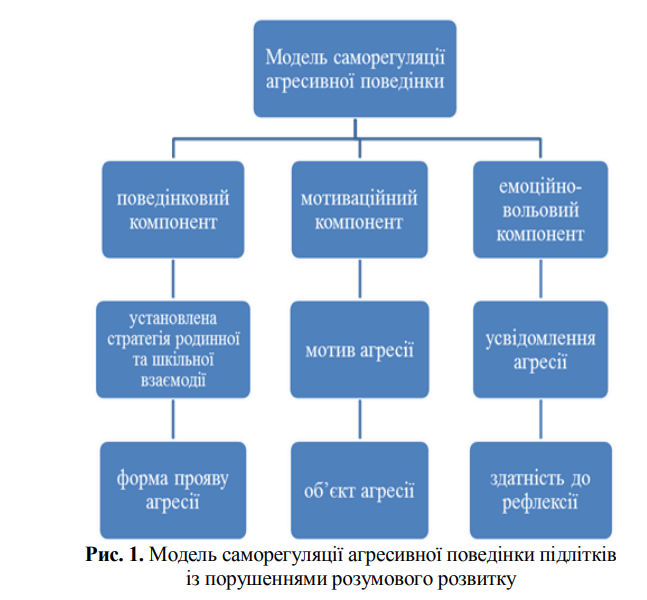 Модель саморегуляції
агресивної поведінки
поведінковий
компонент
мотиваційний
компонент
емоційно-
вольовий
компонент
установлена
стратегія родинної
та шкільної
взаємодії
мотив агресії
усвідомлення
агресії
форма прояву
агресії
об’єкт агресії
здатність до
рефлексії
Рис. 1. Модель саморегуляції агресивної поведінки підлітків
із порушеннями розумового розвитку